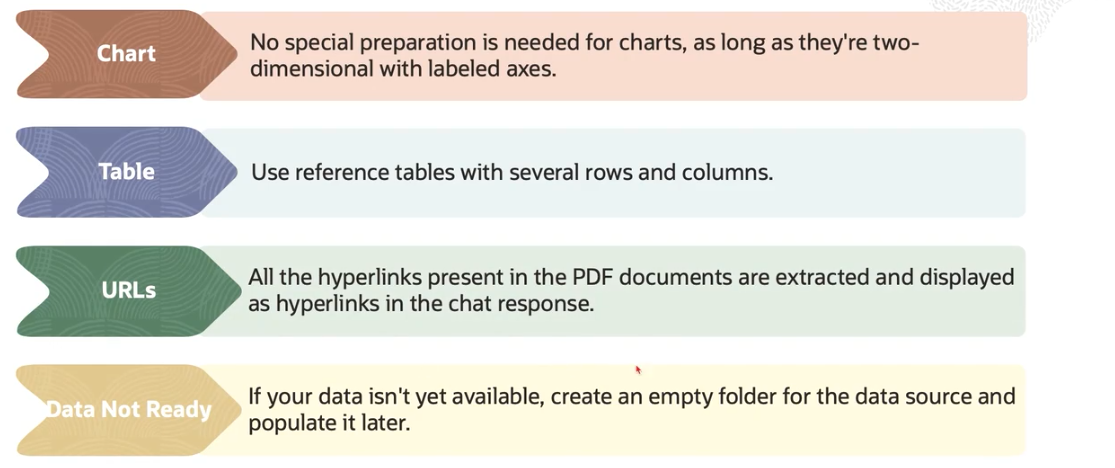 Chart
No special preparation is needed for charts, as long as they're two-
dimensional with labeled axes.
Table
Use reference tables with several rows and columns.
URLs
All the hyperlinks present in the PDF documents are extracted and displayed
as hyperlinks in the chat response.
Data Not Ready
If your data isn't yet available, create an empty folder for the data source and
populate it later.